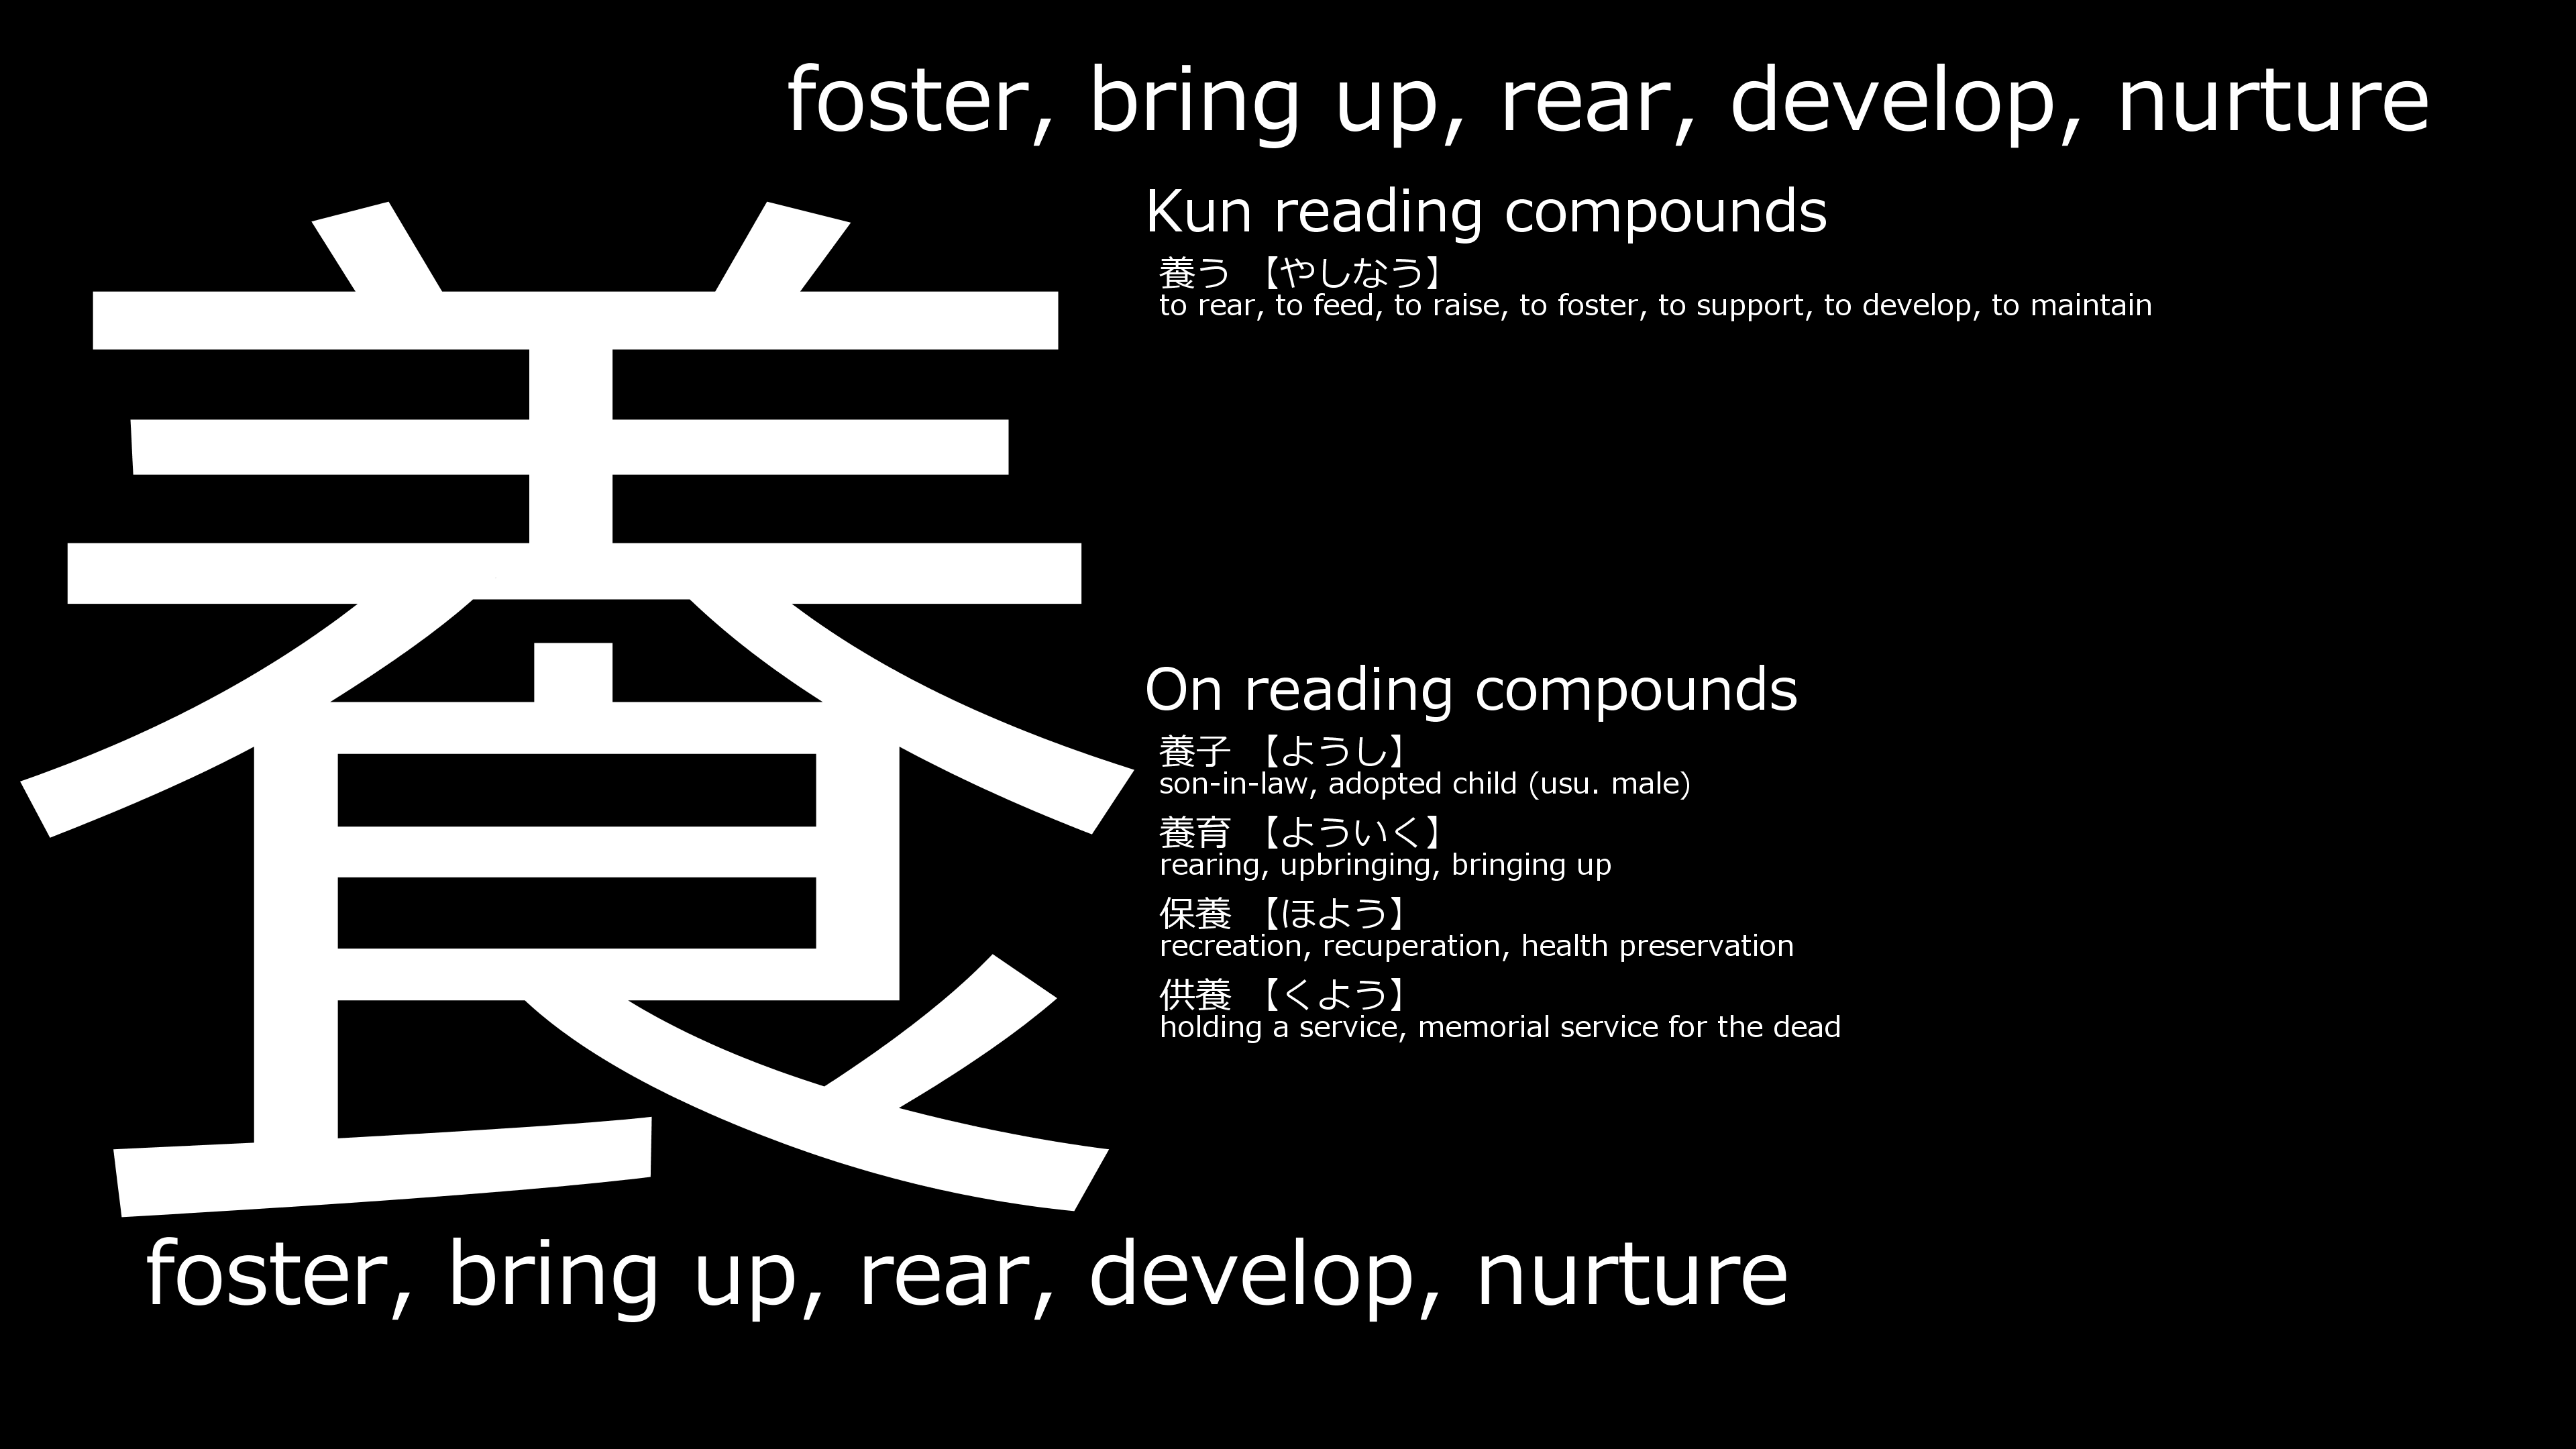 foster, bring up, rear, develop, nurture
養
Kun reading compounds
養う 【やしなう】
to rear, to feed, to raise, to foster, to support, to develop, to maintain
On reading compounds
養子 【ようし】
son-in-law, adopted child (usu. male)
養育 【よういく】
rearing, upbringing, bringing up
保養 【ほよう】
recreation, recuperation, health preservation
供養 【くよう】
holding a service, memorial service for the dead
foster, bring up, rear, develop, nurture